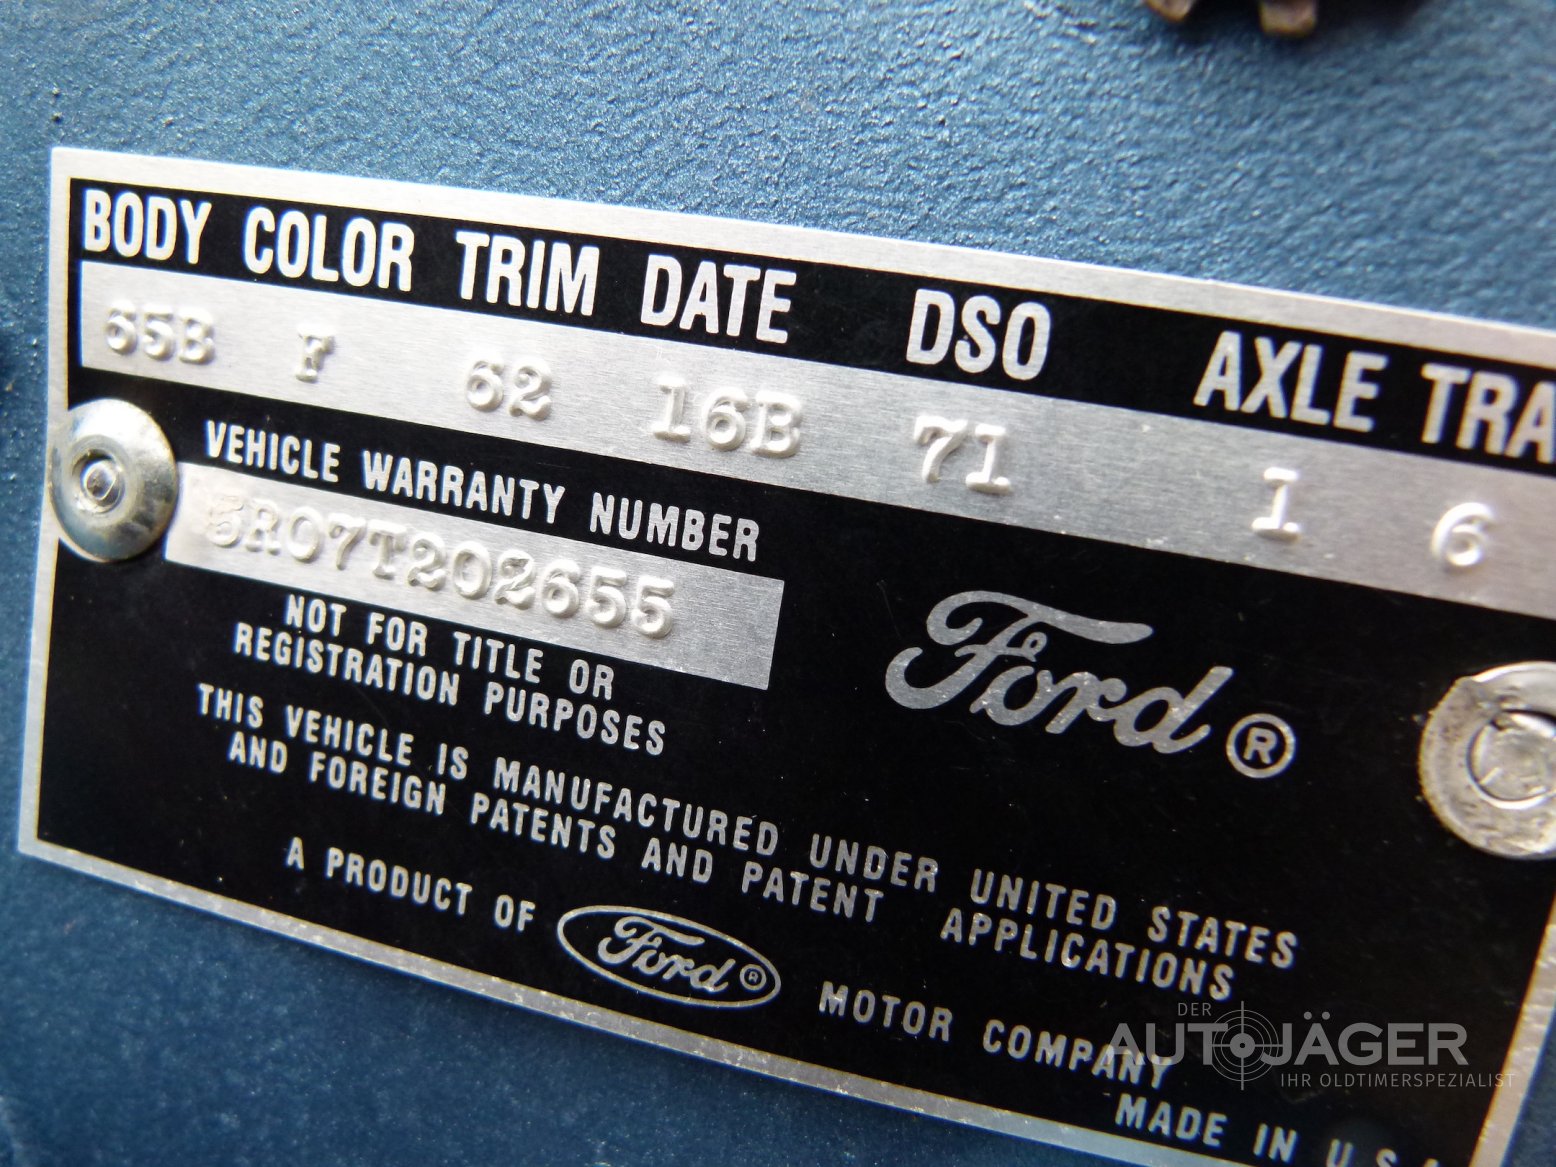 BODY COLOR TRIM DATE DSO AXLE TRA
65B F 62 16B 71 1 6
VEHICLE WARRANTY NUMBER
5R07T202655
NOT FOR TITLE OR
REGISTRATION PURPOSES
Ford ®
THIS VEHICLE IS MANUFACTURED UNDER UNITED STATES
AND FOREIGN PATENTS AND PATENT APPLICATIONS
A PRODUCT OF Ford ® MOTOR COMPANY
MADE IN U.S.A
DER
AUTOJÄGER
IHR OLDTIMERSPEZIALIST